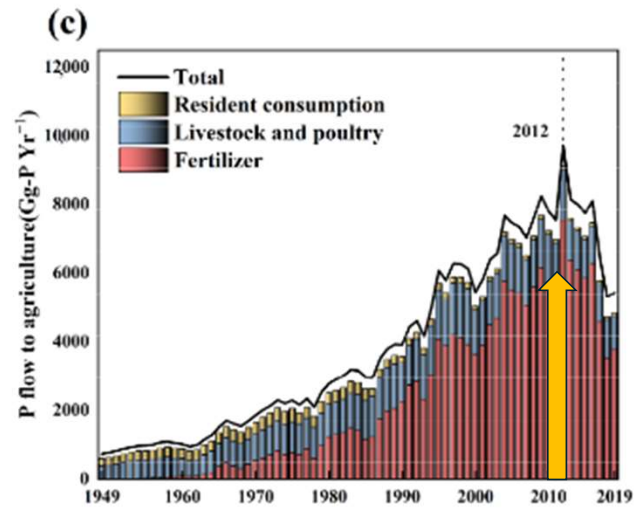 (c)
12000
10000
8000
6000
4000
2000
0
P flow to agriculture(Gg-P Yr⁻¹)
Total
Resident consumption
Livestock and poultry
Fertilizer
2012
1949 1960 1970 1980 1990 2000 2010 2019